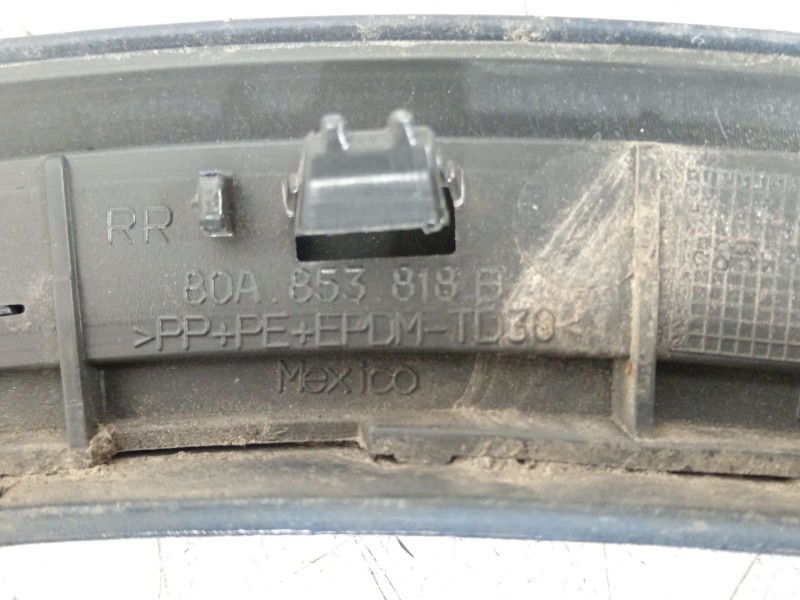 RR
80A.853.818 B
>PP+PE+EPDM-TD30<
Mexico